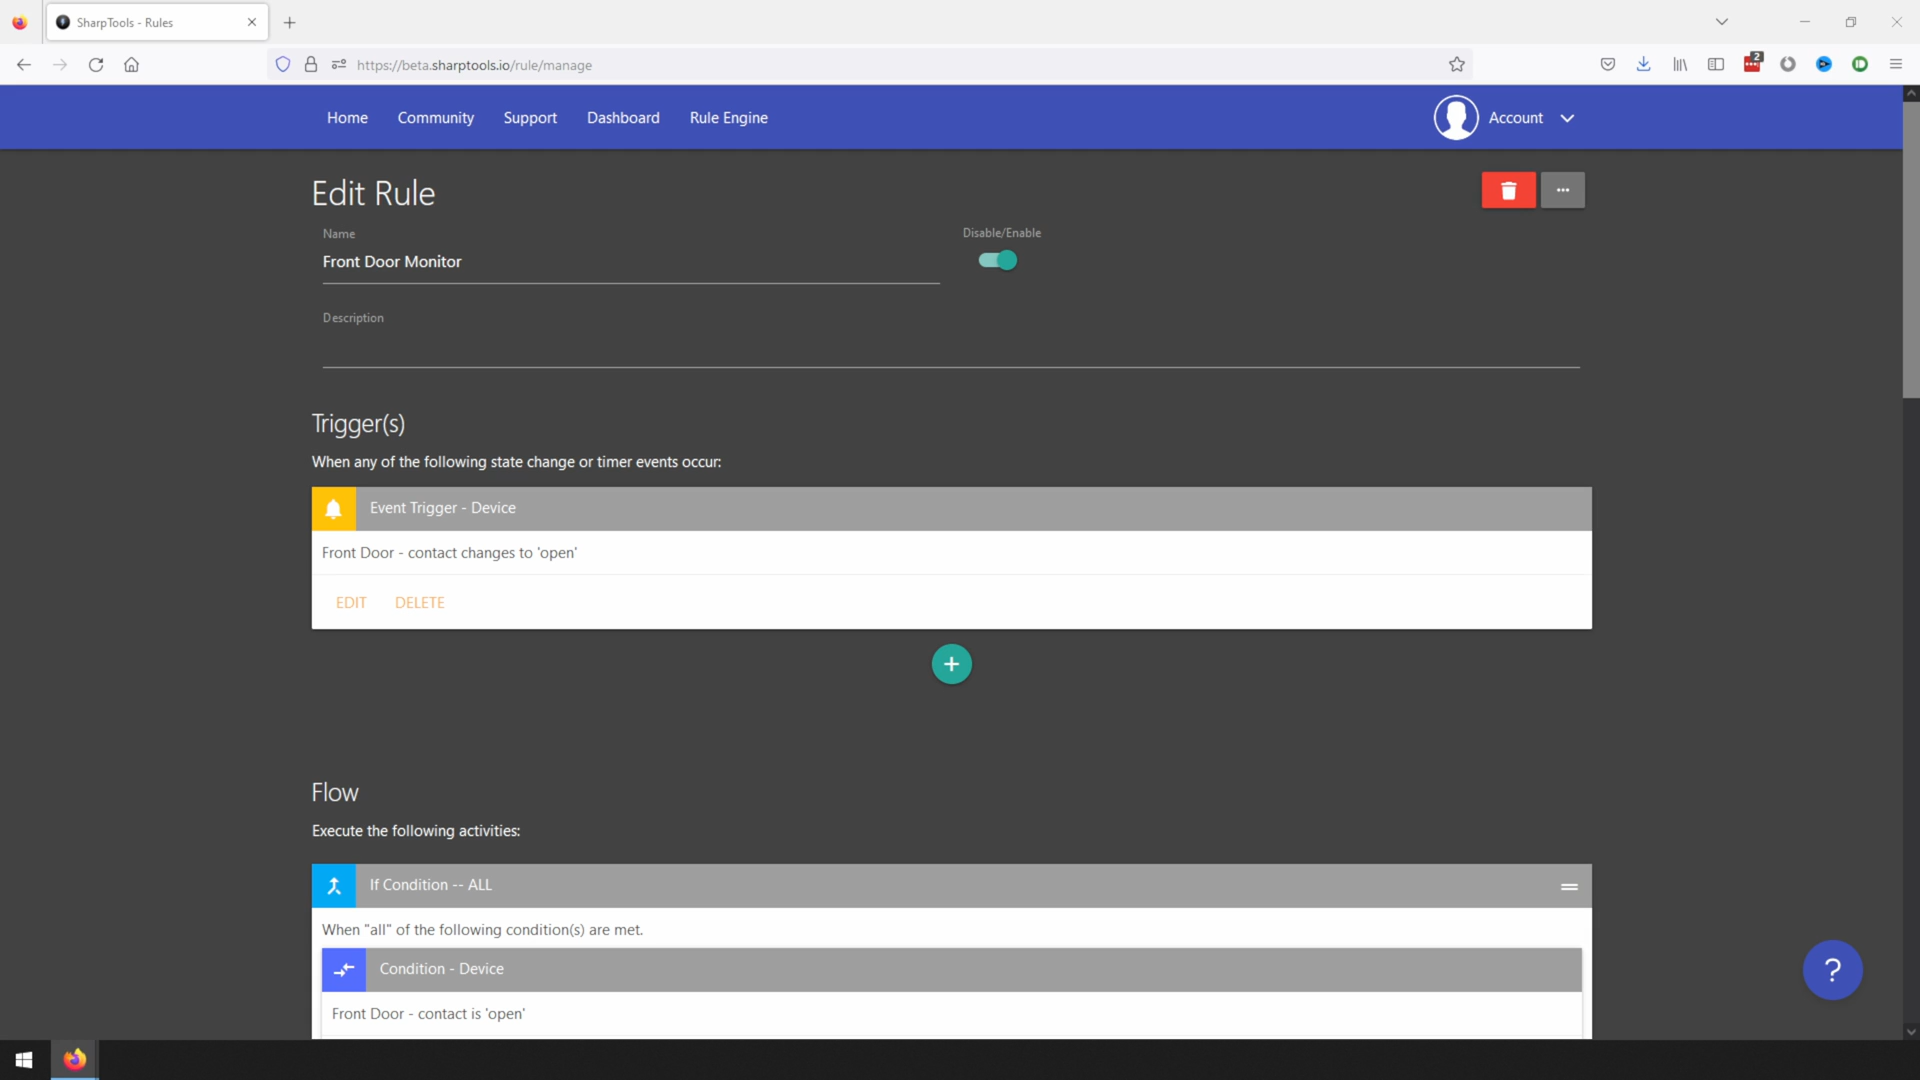 SharpTools - Rules
https://beta.sharptools.io/rule/manage
2
Home
Community
Support
Dashboard
Rule Engine
Account
Edit Rule
Name
Disable/Enable
Front Door Monitor
Description
Trigger(s)
When any of the following state change or timer events occur:
Event Trigger - Device
Front Door - contact changes to 'open'
EDIT
DELETE
Flow
Execute the following activities:
If Condition -- ALL
When "all" of the following condition(s) are met.
Condition - Device
Front Door - contact is 'open'
?